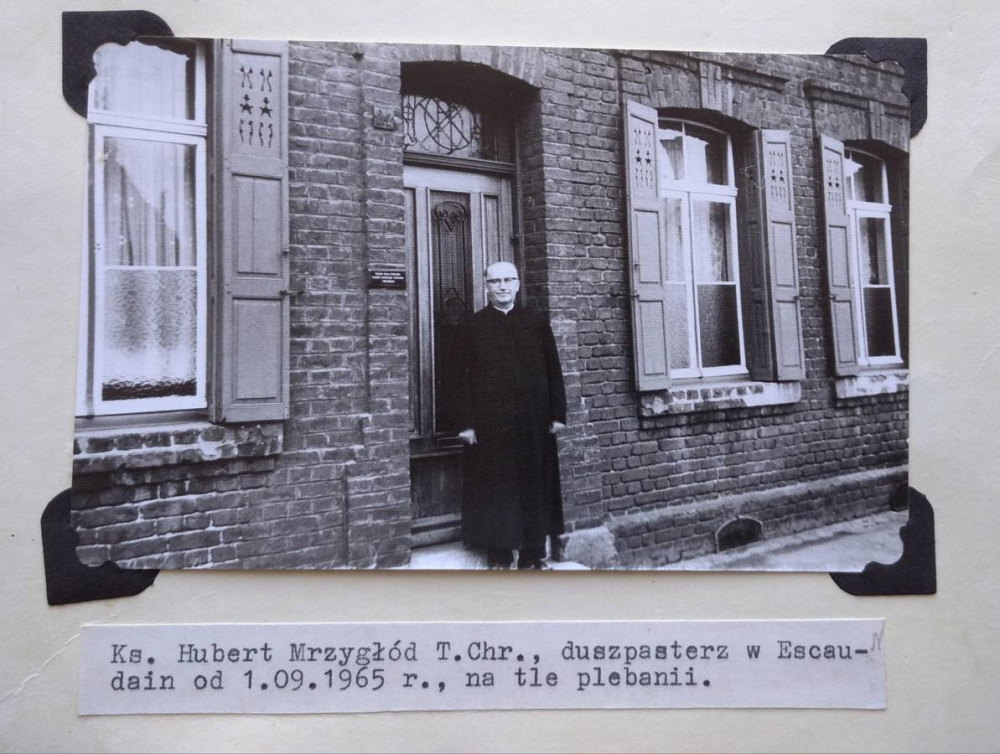 Ks. Hubert Mrzygłód T.Chr., duszpasterz w Escau-
dain od 1.09.1965 r., na tle plebanii.
N